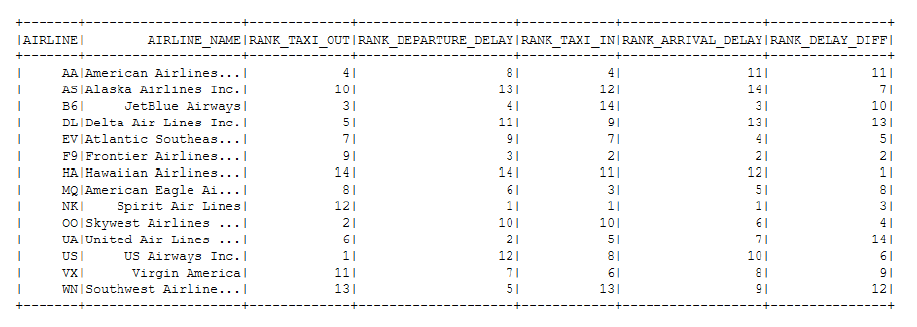 +-------+--------------------+-------------+--------------------+------------+------------------+---------------+
|AIRLINE|        AIRLINE_NAME|RANK_TAXI_OUT|RANK_DEPARTURE_DELAY|RANK_TAXI_IN|RANK_ARRIVAL_DELAY|RANK_DELAY_DIFF|
+-------+--------------------+-------------+--------------------+------------+------------------+---------------+
|     AA|American Airlines...|            4|                   8|           4|                11|             11|
|     AS|Alaska Airlines Inc.|           10|                  13|          12|                14|              7|
|     B6|     JetBlue Airways|            3|                   4|          14|                 3|             10|
|     DL|Delta Air Lines Inc.|            5|                  11|           9|                13|             13|
|     EV|Atlantic Southeas...|            7|                   9|           7|                 4|              5|
|     F9|Frontier Airlines...|            9|                   3|           2|                 2|              2|
|     HA|Hawaiian Airlines...|           14|                  14|          11|                12|              1|
|     MQ|American Eagle Ai...|            8|                   6|           3|                 5|              8|
|     NK|    Spirit Air Lines|           12|                   1|           1|                 1|              3|
|     OO|Skywest Airlines ...|            2|                  10|          10|                 6|              4|
|     UA|United Air Lines ...|            6|                   2|           5|                 7|             14|
|     US|     US Airways Inc.|            1|                  12|           8|                10|              6|
|     VX|      Virgin America|           11|                   7|           6|                 8|              9|
|     WN|Southwest Airline...|           13|                   5|          13|                 9|             12|
+-------+--------------------+-------------+--------------------+------------+------------------+---------------+